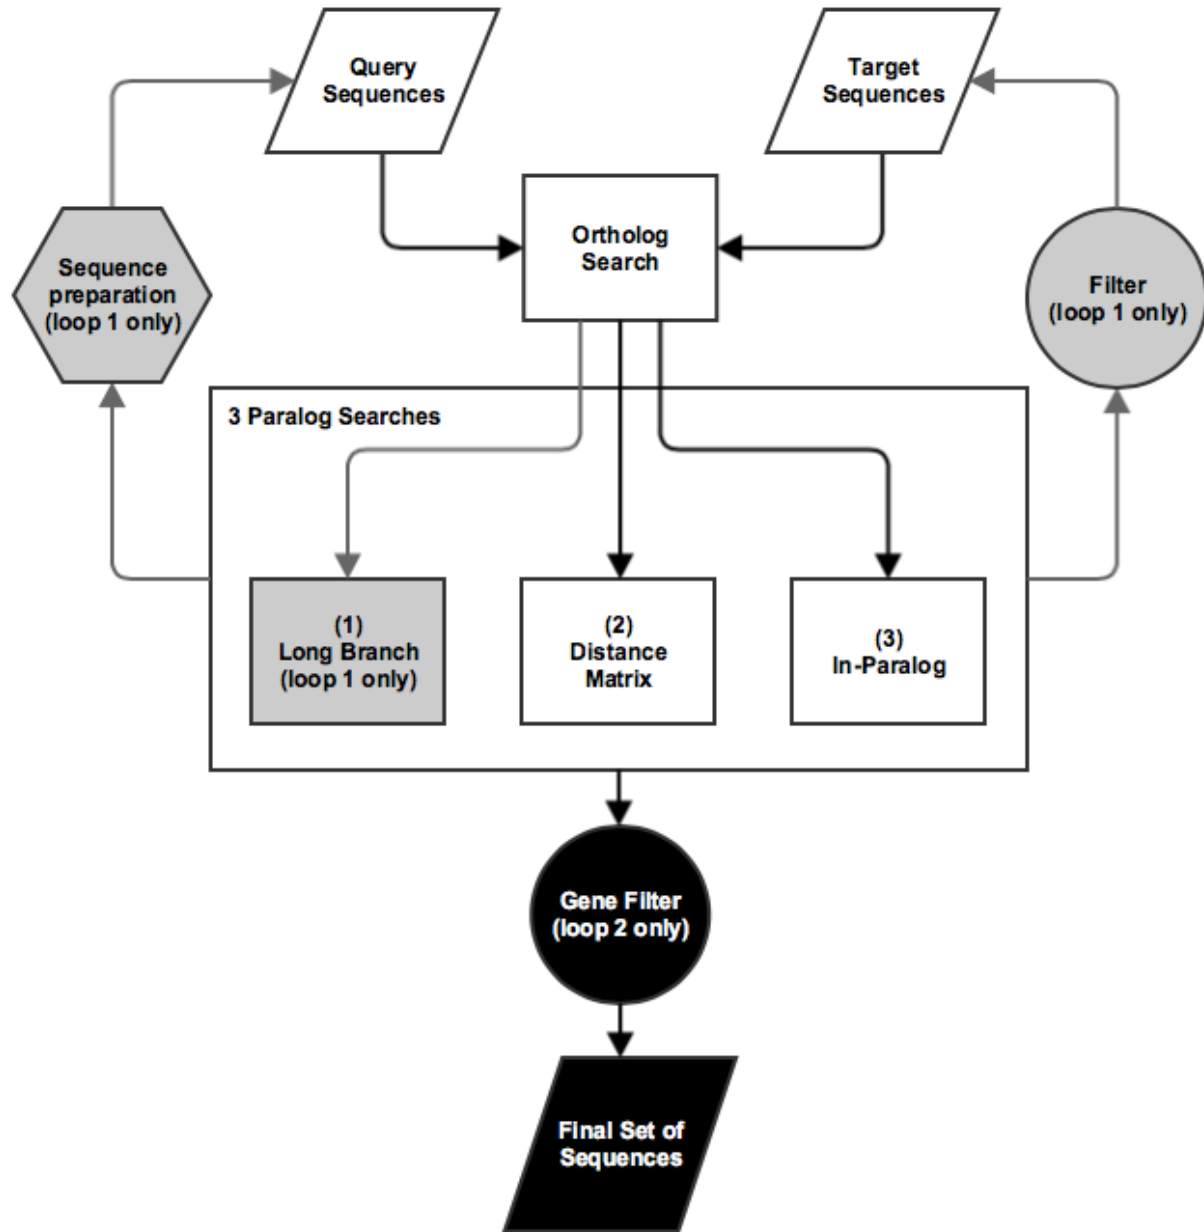 Query
Sequences
Target
Sequences
Ortholog
Search
Sequence
preparation
(loop 1 only)
Filter
(loop 1 only)
3 Paralog Searches
(1)
Long Branch
(loop 1 only)
(2)
Distance
Matrix
(3)
In-Paralog
Gene Filter
(loop 2 only)
Final Set of
Sequences